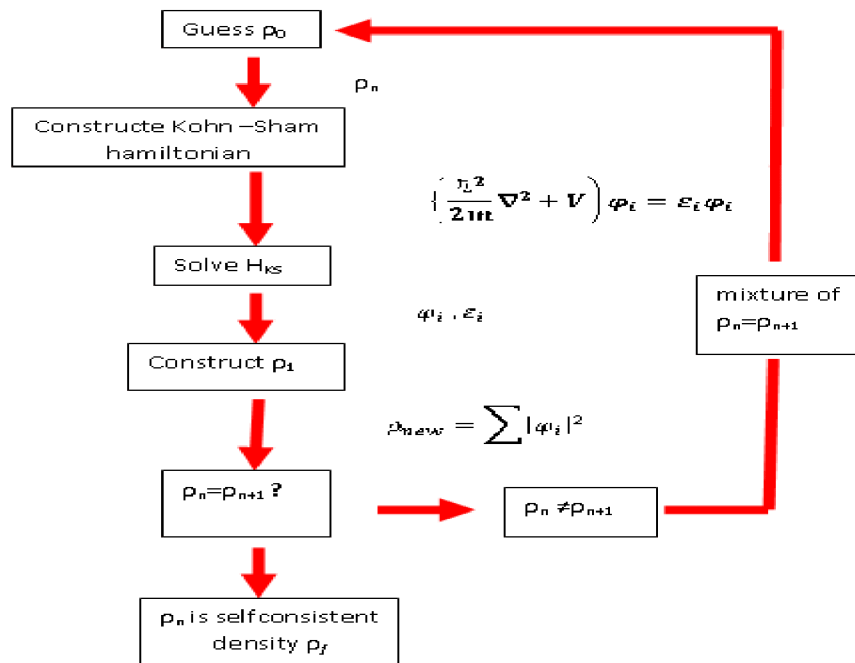 Guess ρ₀
ρₙ
Constructe Kohn –Sham
hamiltonian
{ℏ²/2m ∇² + V) φᵢ = εᵢφᵢ
Solve H_KS
φᵢ , εᵢ
mixture of
ρₙ=ρₙ₊₁
Construct ρ₁
ρₙₑw = ∑|φᵢ|²
ρₙ=ρₙ₊₁ ?
ρₙ ≠ρₙ₊₁
ρₙ is selfconsistent
density ρ_f